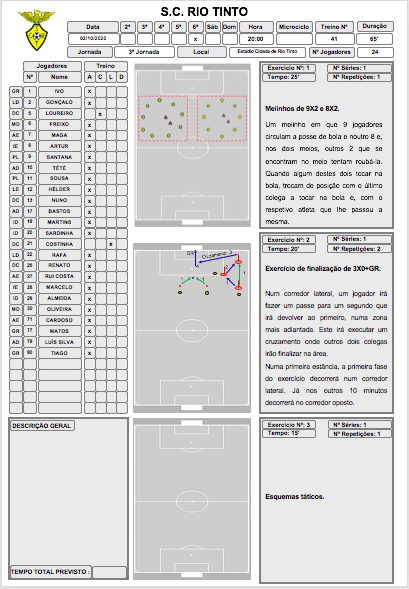 S.C. RIO TINTO
Data 2ª 3ª 4ª 5ª 6ª Sáb Dom Hora Microciclo Treino Nº Duração
02/10/2020 x 20:00 41 65'
Jornada 3ª Jornada Local Estádio Cidade de Rio Tinto Nº Jogadores 24
Jogadores Treino
Nº Nome A C L D
GR 1 IVO x
LD 2 GONÇALO x
DC 5 LOUREIRO x
MD 6 FREIXO x
AE 7 MAGA x
IE 8 ARTUR x
PL 9 SANTANA x
AD 10 TÉTÉ x
PL 11 SOUSA x
LE 12 HÉLDER x
DC 13 NUNO x
AD 17 BASTOS x
ID 18 MARTINS x
ID 20 SARDINHA x
DC 21 COSTINHA x
LD 22 RAFA x
DC 26 RENATO x
AE 27 RUI COSTA x
IE 28 MARCELO x
ID 29 ALMEIDA x
MD 30 OLIVEIRA x
AE 71 CARDOSO x
GR 77 MATOS x
AD 79 LUÍS SILVA x
GR 90 TIAGO x
Exercício Nº: 1 Nº Séries: 1
Tempo: 25' Nº Repetições: 1
Meiinhos de 9X2 e 8X2.
Um meiinho em que 9 jogadores
circulam a posse de bola e noutro 8 e,
nos dois meios, outros 2 que se
encontram no meio tentam roubá-la.
Quando algum destes dois tocar na
bola, trocam de posição com o último
colega a tocar na bola e, com o
respetivo atleta que lhe passou a
mesma.
Exercício Nº: 2 Nº Séries: 1
Tempo: 20' Nº Repetições: 2
GR
Cruzamento 3
Exercício de finalização de 3X0+GR.
Num corredor lateral, um jogador irá
fazer um passe para um segundo que
irá devolver ao primeiro, numa zona
mais adiantada. Este irá executar um
cruzamento onde outros dois colegas
irão finalizar na área.
Numa primeira estância, a primeira fase
do exercício decorrerá num corredor
lateral. Já nos outros 10 minutos
decorrerá no corredor oposto.
DESCRIÇÃO GERAL
TEMPO TOTAL PREVISTO :
Exercício Nº: 3 Nº Séries: 1
Tempo: 15' Nº Repetições: 1
Esquemas táticos.